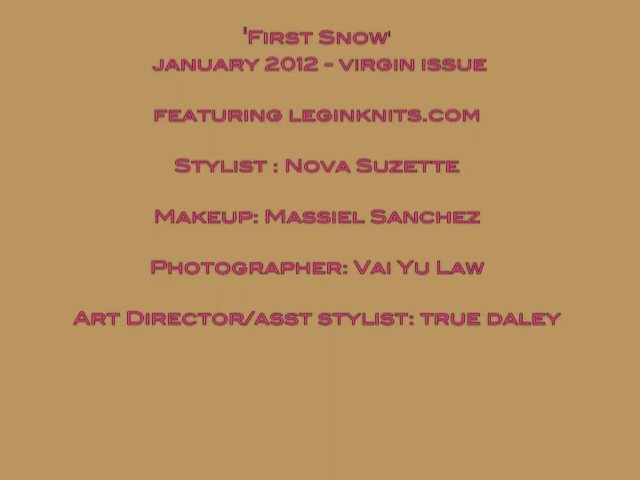 'First Snow'
January 2012 - Virgin Issue
featuring leginknits.com
Stylist : Nova Suzette
Makeup: Massiel Sanchez
Photographer: Vai Yu Law
Art Director/asst stylist: true daley